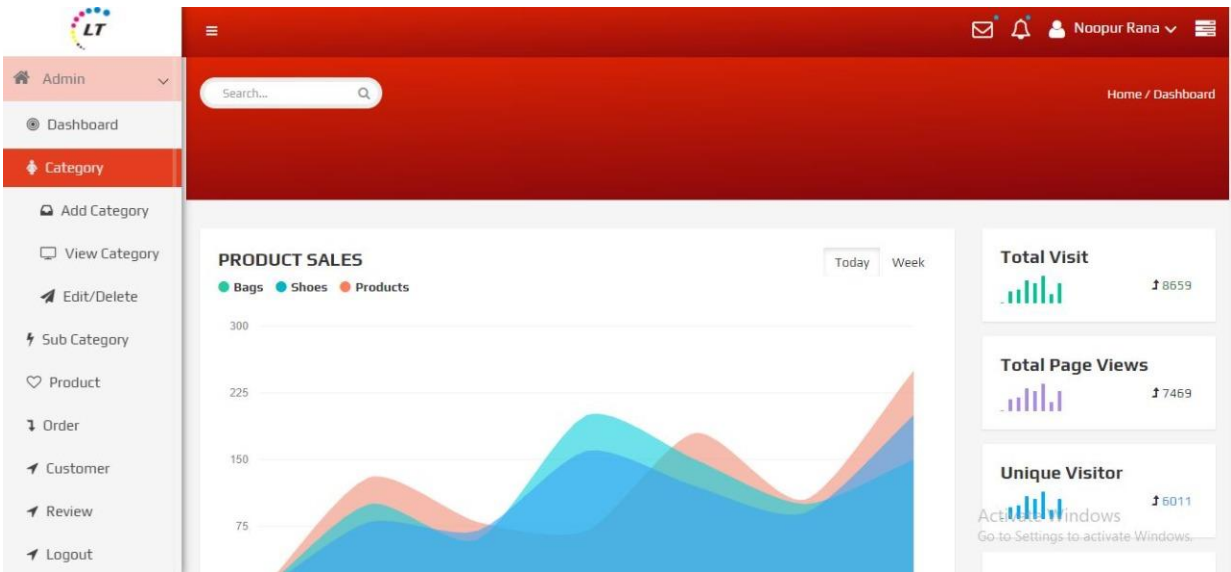 LT
Noopur Rana
Admin
Search...
Home / Dashboard
Dashboard
Category
Add Category
View Category
Edit/Delete
Sub Category
Product
Order
Customer
Review
Logout
PRODUCT SALES
Today Week
Bags Shoes Products
300
225
150
75
Total Visit
8659
Total Page Views
7469
Unique Visitor
6011
Activate Windows
Go to Settings to activate Windows.